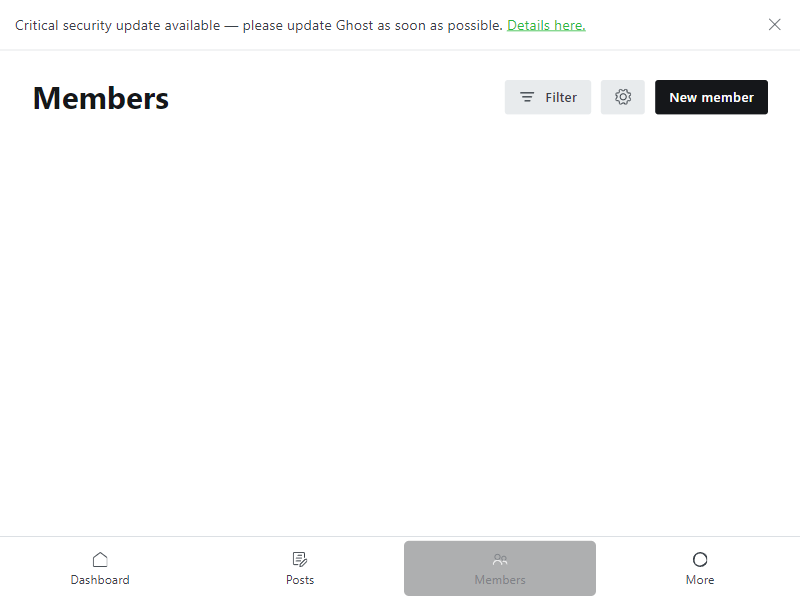 Critical security update available — please update Ghost as soon as possible. Details here.
Members
Filter
New member
Dashboard
Posts
Members
More